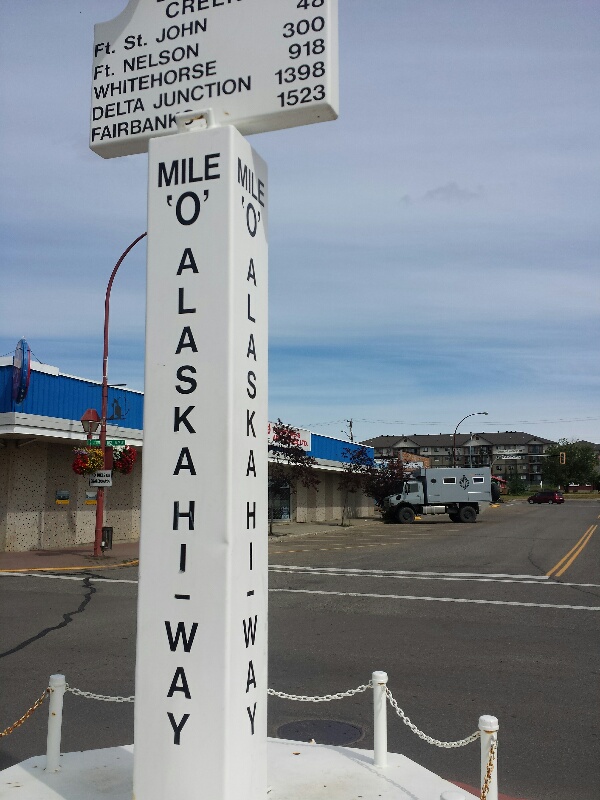 CREEK 48
Ft. St. JOHN 300
Ft. NELSON 918
WHITEHORSE 1398
DELTA JUNCTION 1523
FAIRBANKS
MILE
'O'
ALASKA HI-WAY
MILE
'O'
ALASKA HI-WAY